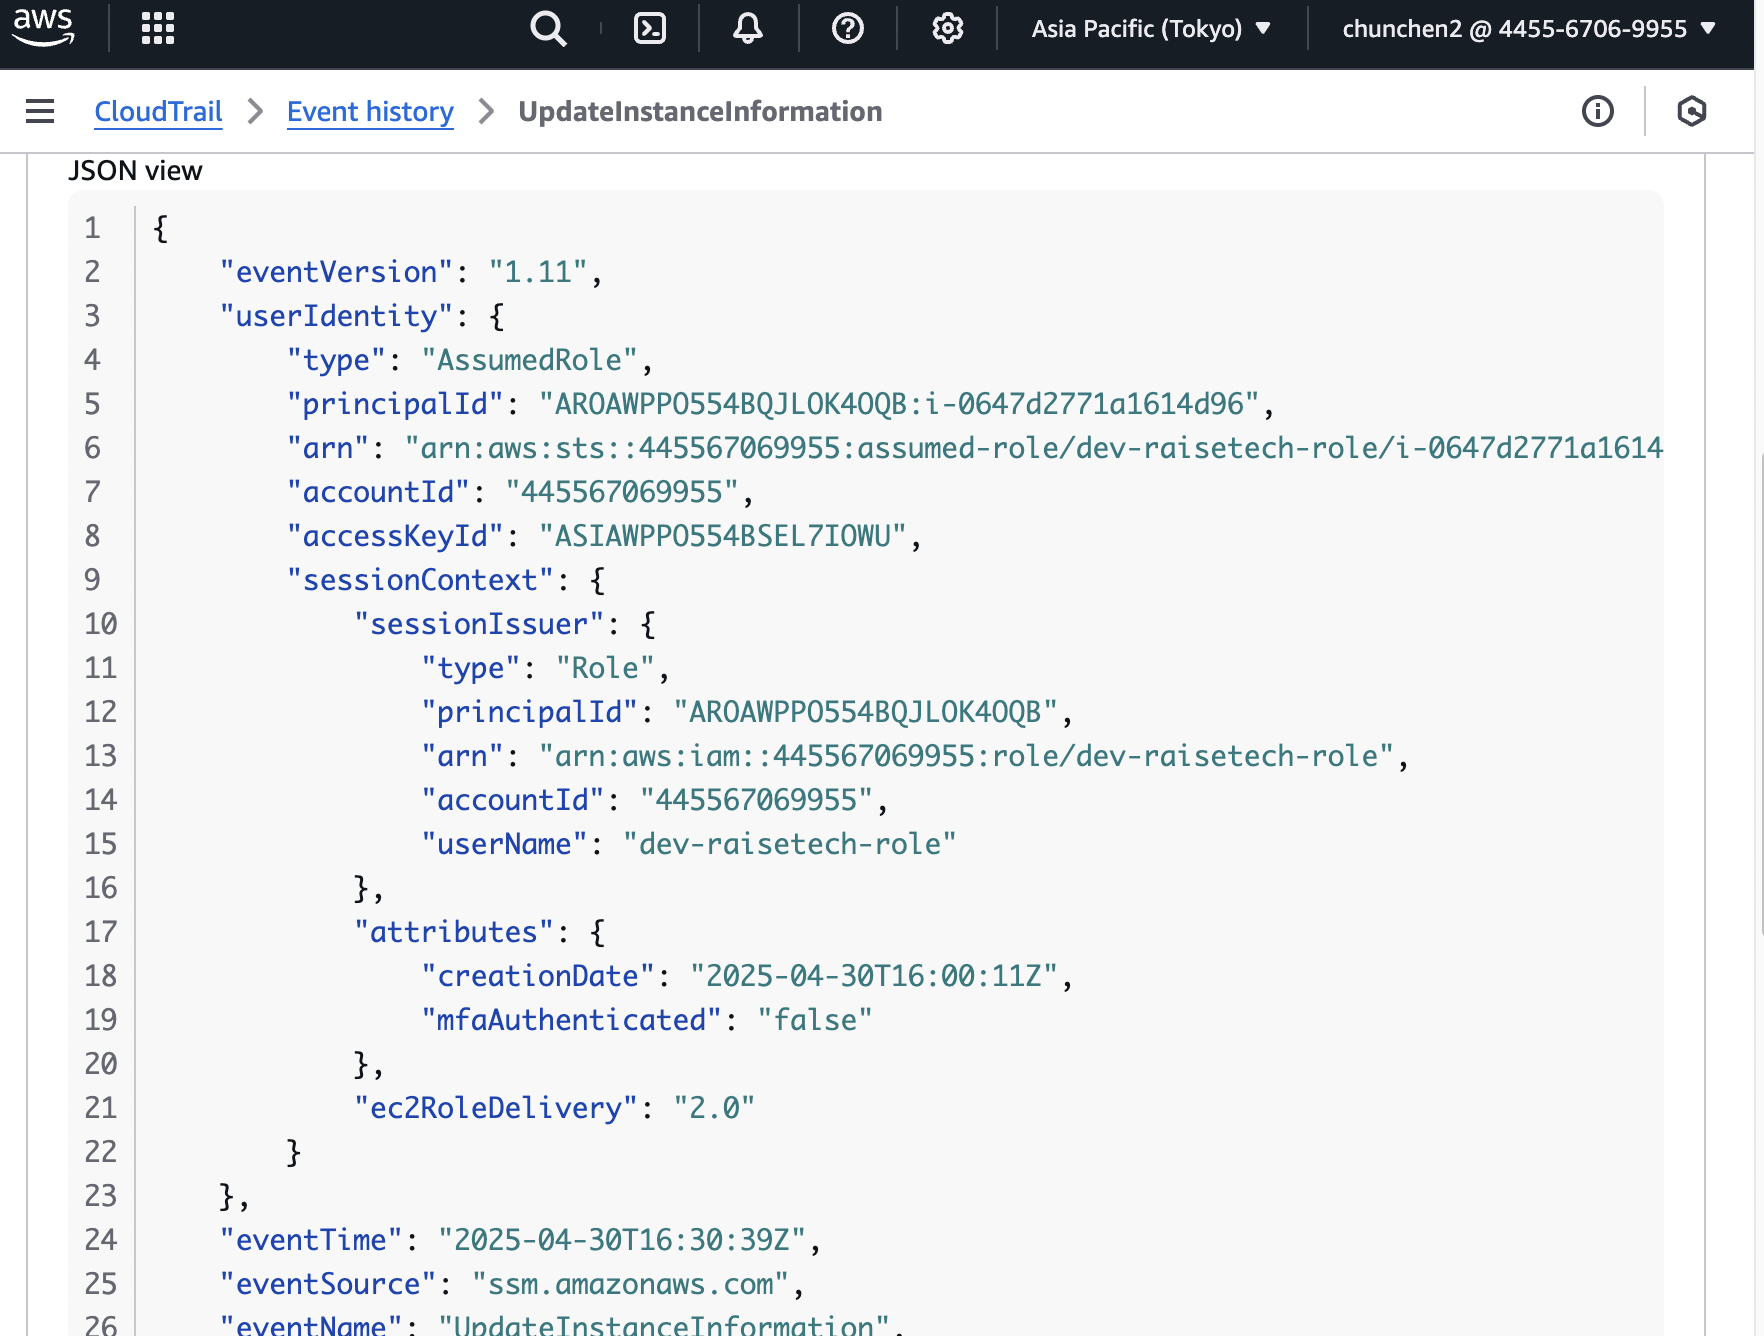 aws
Asia Pacific (Tokyo) ▼
chunchen2 @ 4455-6706-9955 ▼
CloudTrail > Event history > UpdateInstanceInformation
JSON view
1 {
2 "eventVersion": "1.11",
3 "userIdentity": {
4 "type": "AssumedRole",
5 "principalId": "AROAWPPO554BQJLOK4OQB:i-0647d2771a1614d96",
6 "arn": "arn:aws:sts::445567069955:assumed-role/dev-raisetech-role/i-0647d2771a1614
7 "accountId": "445567069955",
8 "accessKeyId": "ASIAWPPO554BSEL7IOWU",
9 "sessionContext": {
10 "sessionIssuer": {
11 "type": "Role",
12 "principalId": "AROAWPPO554BQJLOK4OQB",
13 "arn": "arn:aws:iam::445567069955:role/dev-raisetech-role",
14 "accountId": "445567069955",
15 "userName": "dev-raisetech-role"
16 },
17 "attributes": {
18 "creationDate": "2025-04-30T16:00:11Z",
19 "mfaAuthenticated": "false"
20 },
21 "ec2RoleDelivery": "2.0"
22 }
23 },
24 "eventTime": "2025-04-30T16:30:39Z",
25 "eventSource": "ssm.amazonaws.com",
26 "eventName": "UpdateInstanceInformation",